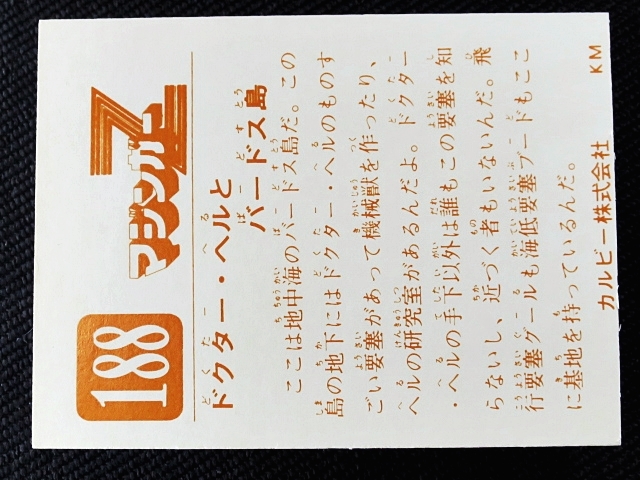 188
マジンガーZ
ドクター・ヘルと
バードス島
ここは地中海のバードス島だ。この
島の地下にはドクター・ヘルのものす
ごい要塞があって機械獣を作ったり、
ヘルの研究室があるんだよ。ドクター
・ヘルの手下以外は誰もこの要塞を知
らないし、近づく者もいないんだ。飛
行要塞グールも海低要塞ブードもここ
に基地を持っているんだ。
カルビー株式会社
KM